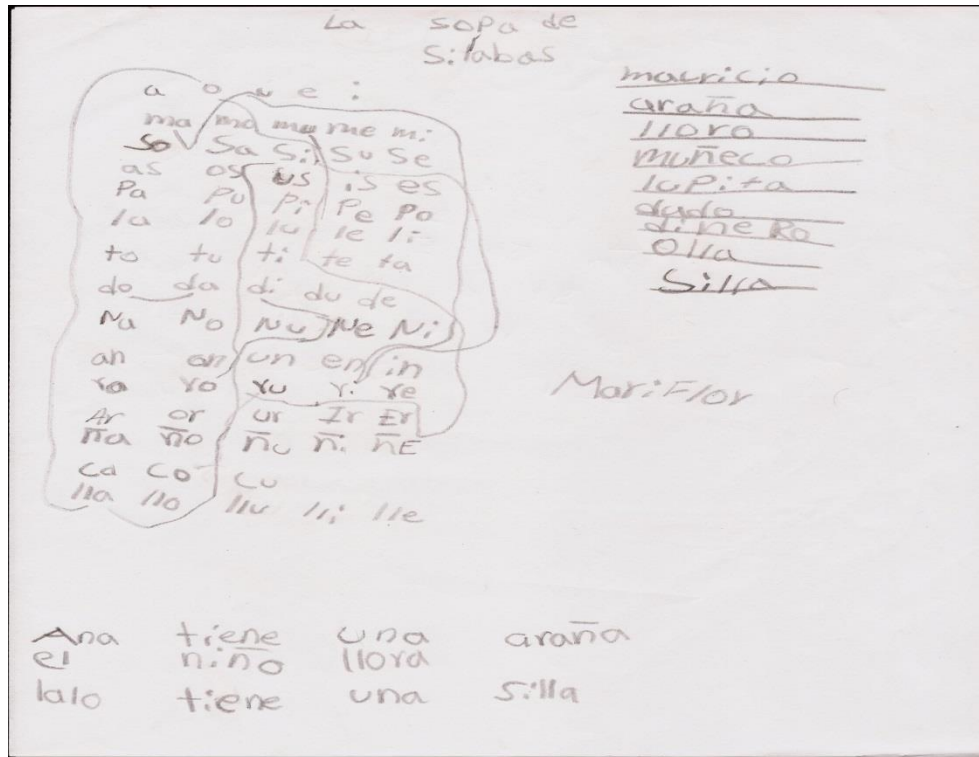 La sopa de
Silabas
a o u e i
ma mo mu me mi
So Sa Si Su Se
as os us is es
Pa Pu Pi Pe Po
la lo lu le li
to tu ti te ta
do da di du de
Na No Nu Ne Ni
an on un en in
ra ro ru ri re
Ar or ur Ir Er
ña ño ñu ñi ñE
ca co cu
lla llo llu lli lle
mauricio
araña
lloro
muñeco
luPita
dudo
dineRo
Olla
Silla
MariFlor
Ana tiene una araña
el niño llora
lalo tiene una silla